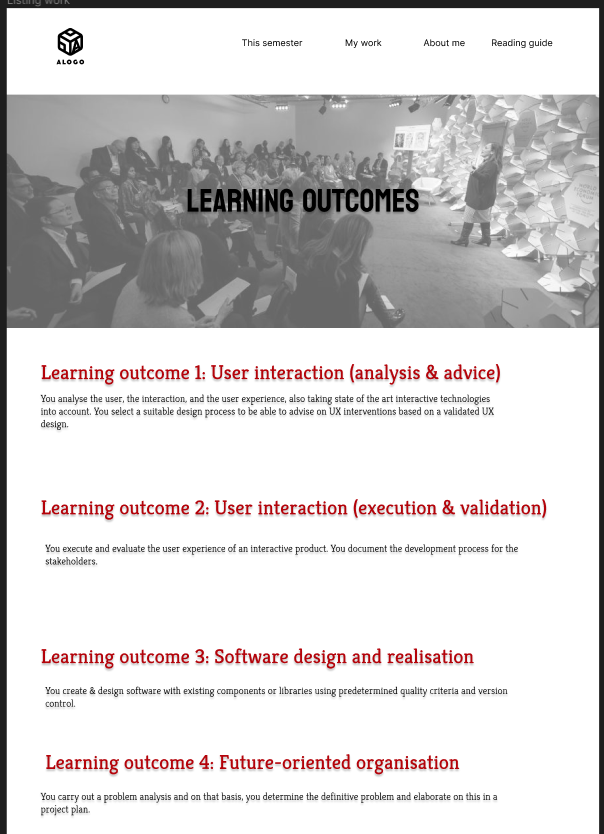 Listing work
ALOGO
This semester My work About me Reading guide
LEARNING OUTCOMES
Learning outcome 1: User interaction (analysis & advice)
You analyse the user, the interaction, and the user experience, also taking state of the art interactive technologies
into account. You select a suitable design process to be able to advise on UX interventions based on a validated UX
design.
Learning outcome 2: User interaction (execution & validation)
You execute and evaluate the user experience of an interactive product. You document the development process for the
stakeholders.
Learning outcome 3: Software design and realisation
You create & design software with existing components or libraries using predetermined quality criteria and version
control.
Learning outcome 4: Future-oriented organisation
You carry out a problem analysis and on that basis, you determine the definitive problem and elaborate on this in a
project plan.